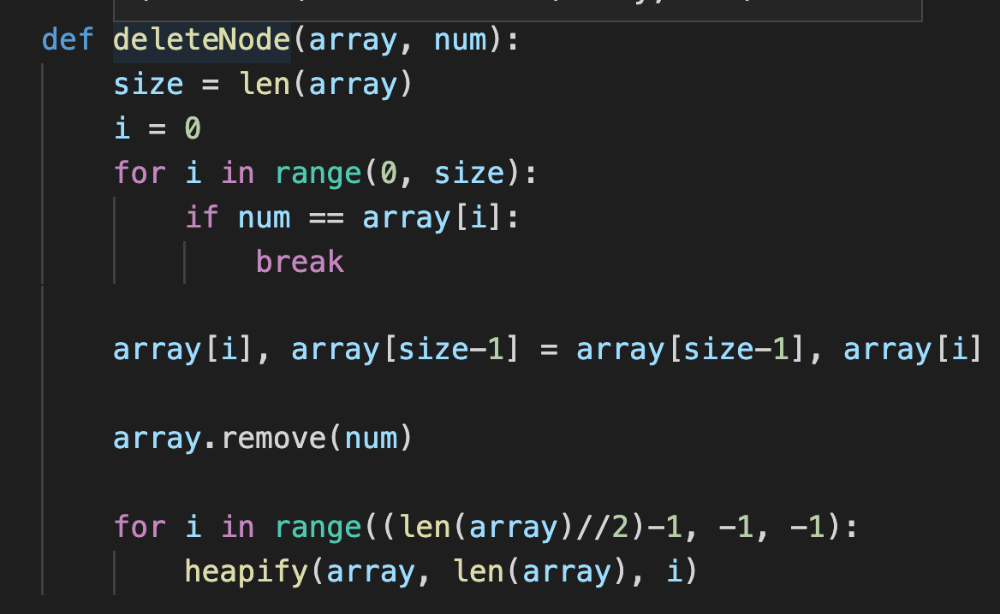 def deleteNode(array, num):
    size = len(array)
    i = 0
    for i in range(0, size):
        if num == array[i]:
            break

    array[i], array[size-1] = array[size-1], array[i]

    array.remove(num)

    for i in range((len(array)//2)-1, -1, -1):
        heapify(array, len(array), i)